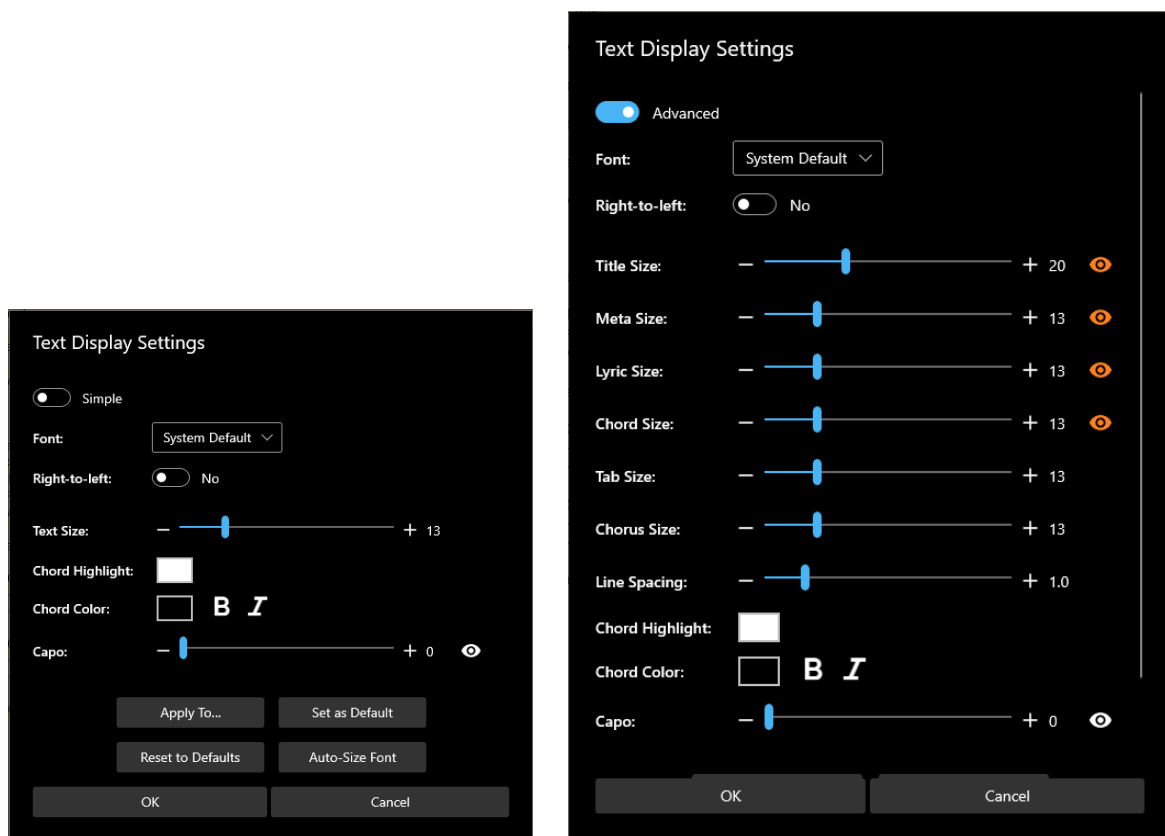 Text Display Settings
Simple
Font: System Default
Right-to-left: No
Text Size: − + 13
Chord Highlight:
Chord Color: B I
Capo: − + 0
Apply To... Set as Default
Reset to Defaults Auto-Size Font
OK Cancel
Text Display Settings
Advanced
Font: System Default
Right-to-left: No
Title Size: − + 20
Meta Size: − + 13
Lyric Size: − + 13
Chord Size: − + 13
Tab Size: − + 13
Chorus Size: − + 13
Line Spacing: − + 1.0
Chord Highlight:
Chord Color: B I
Capo: − + 0
OK Cancel